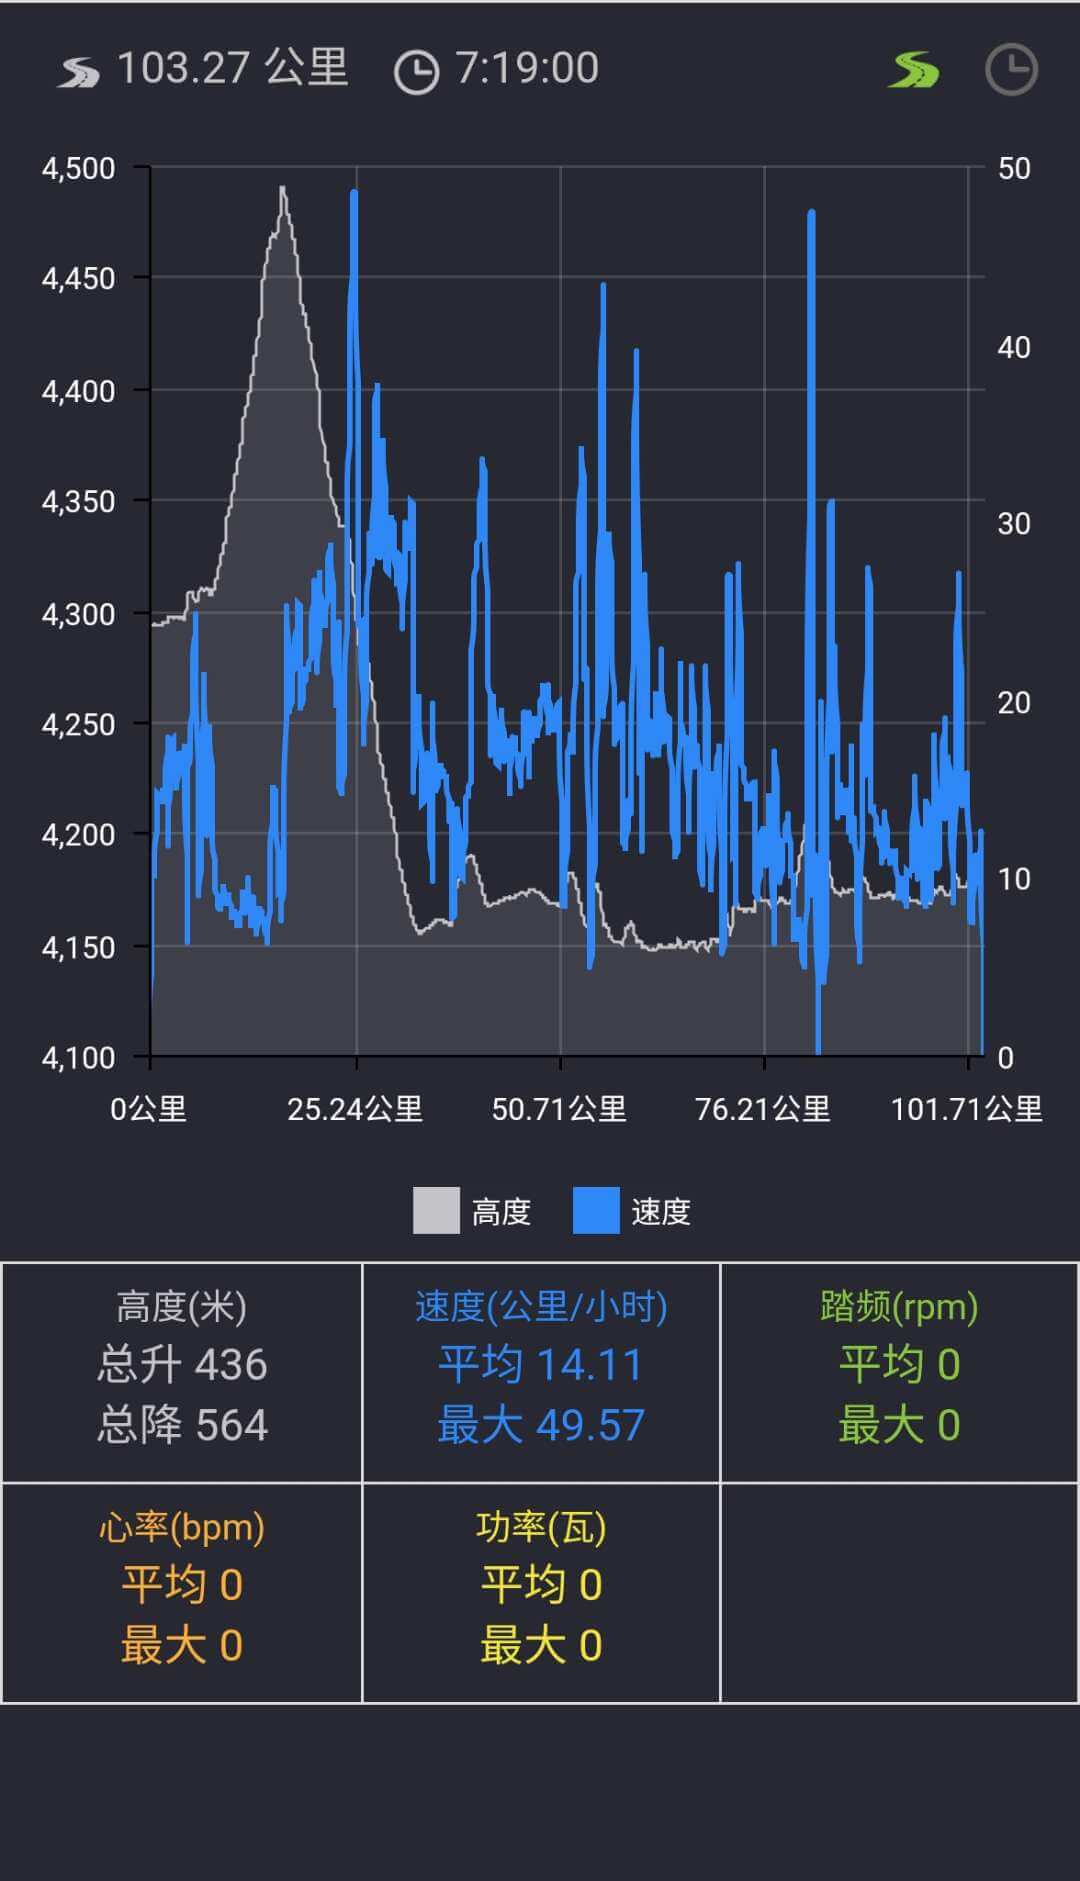 103.27 公里 7:19:00
4,500 50
4,450
40
4,400
4,350
30
4,300
20
4,250
4,200
10
4,150
4,100 0
0公里 25.24公里 50.71公里 76.21公里 101.71公里
高度 速度
高度(米) 速度(公里/小时) 踏频(rpm)
总升 436 平均 14.11 平均 0
总降 564 最大 49.57 最大 0
心率(bpm) 功率(瓦)
平均 0 平均 0
最大 0 最大 0